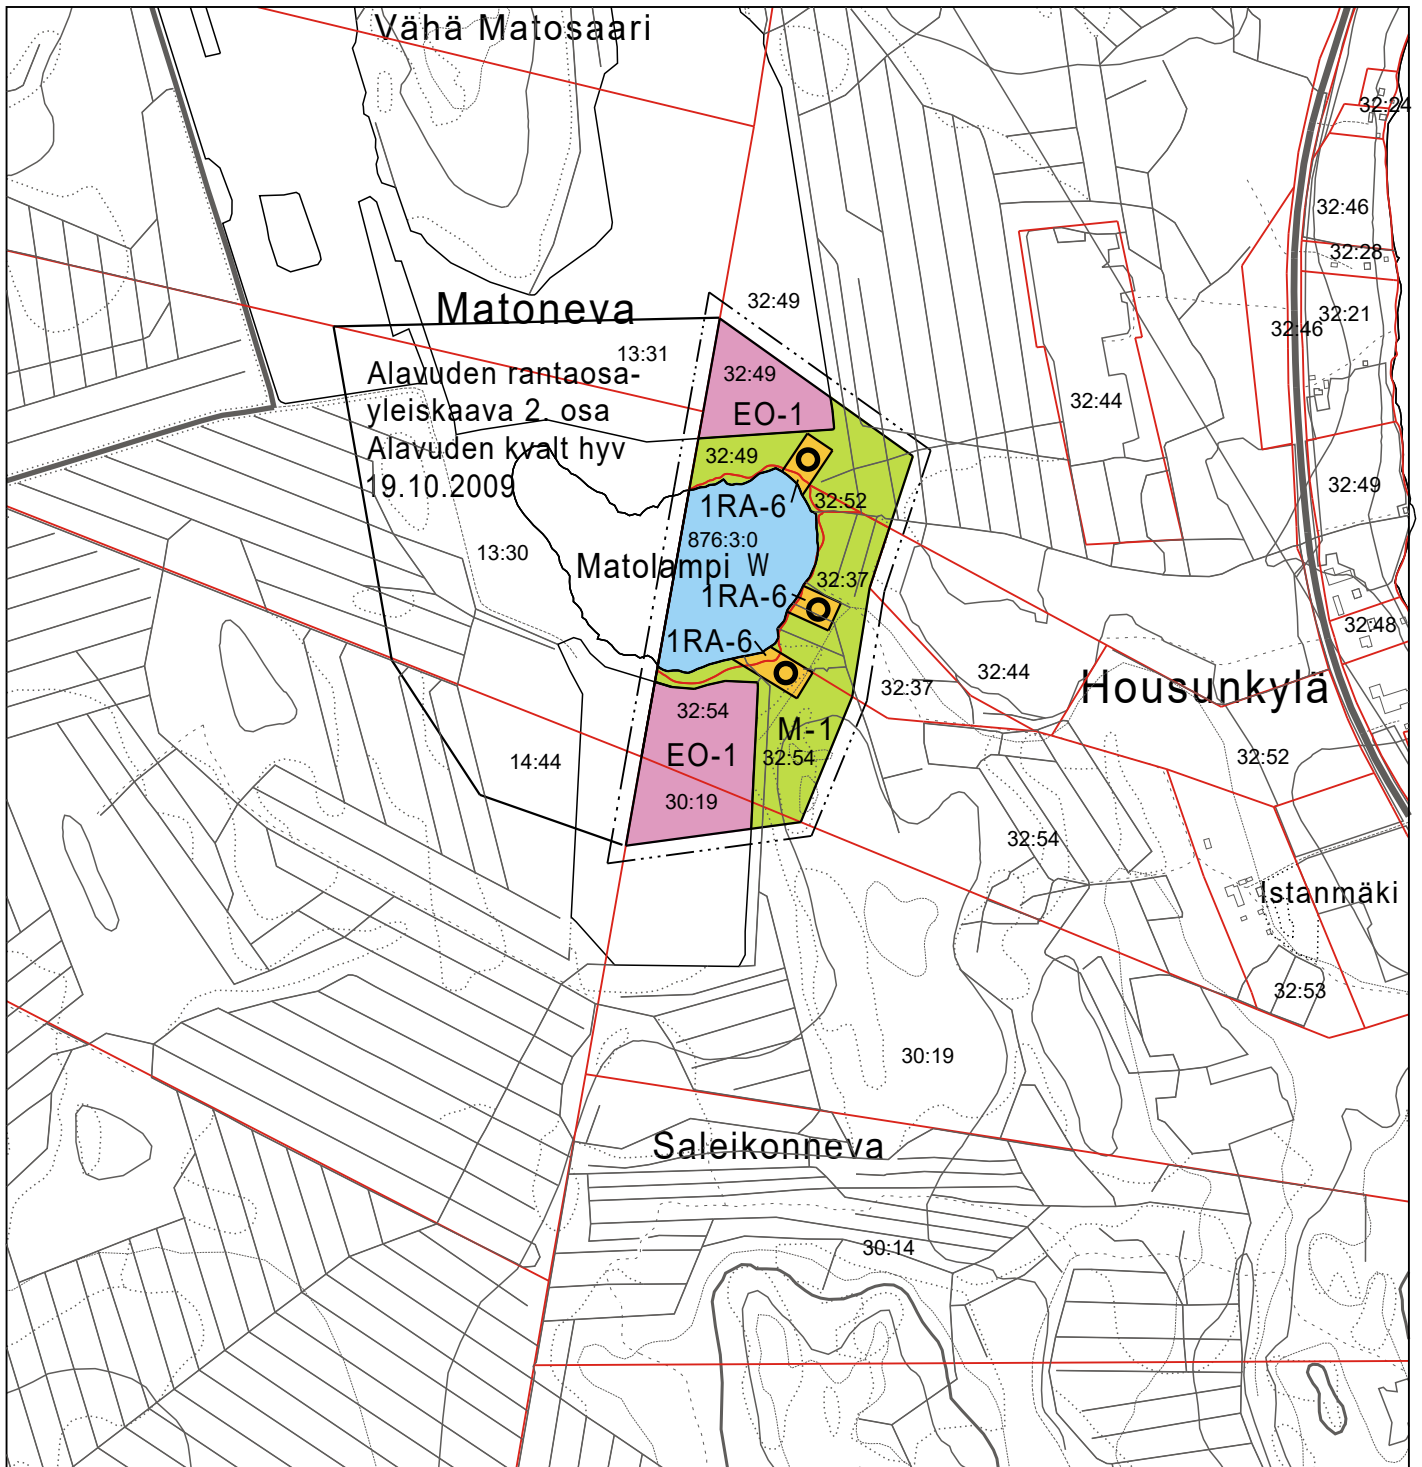 Vähä Matosaari
32:24
32:46
32:28
32:21
32:46
32:49
Matoneva
13:31
Alavuden rantaosa-
yleiskaava 2. osa
Alavuden kvalt hyv
19.10.2009
32:49
EO-1
32:44
32:49
32:49
1RA-6
32:52
876:3:0
13:30
Matolampi W
32:37
1RA-6
32:48
1RA-6
32:44
32:37
Housunkylä
32:54
M-1
EO-1
32:54
14:44
32:52
30:19
32:54
Istanmäki
32:53
30:19
Saleikonneva
30:14